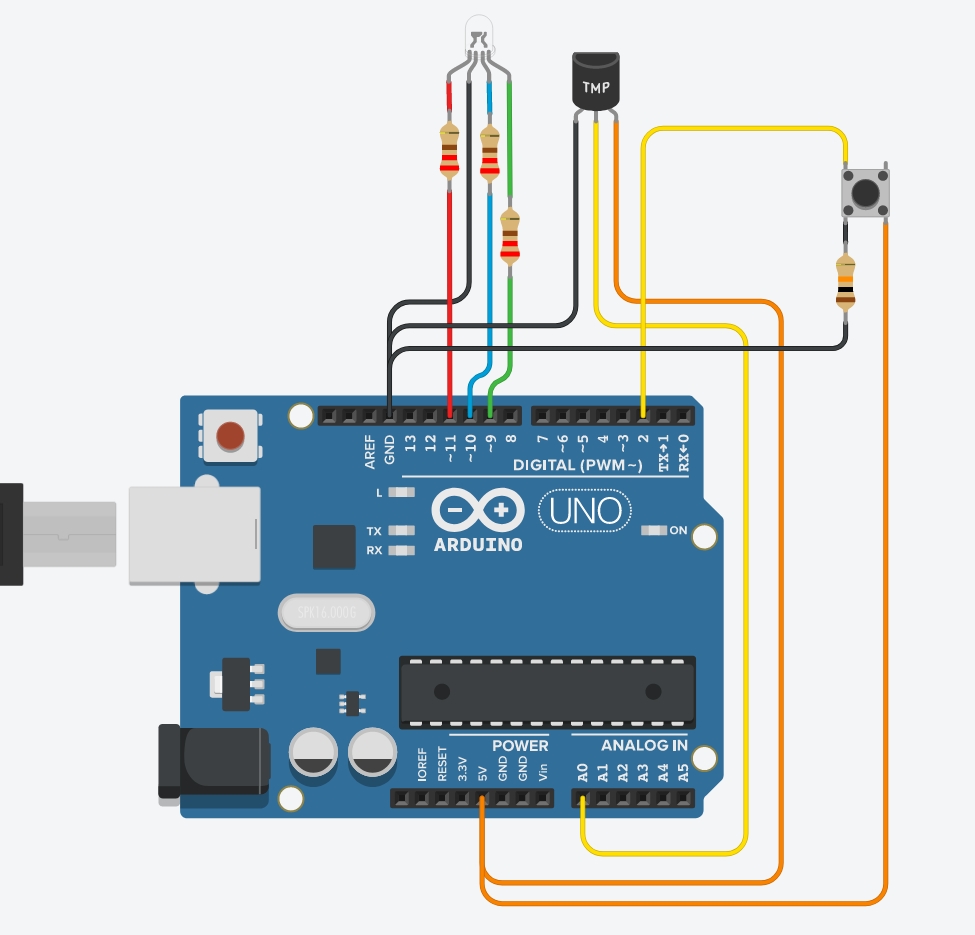 TMP
AREF
GND
13
12
~11
~10
~9
8
7
~6
~5
4
~3
2
TX→1
RX←0
DIGITAL (PWM~)
L
TX
RX
ARDUINO
UNO
ON
SPK16.000G
POWER
ANALOG IN
IOREF
RESET
3.3V
5V
GND
GND
Vin
A0
A1
A2
A3
A4
A5